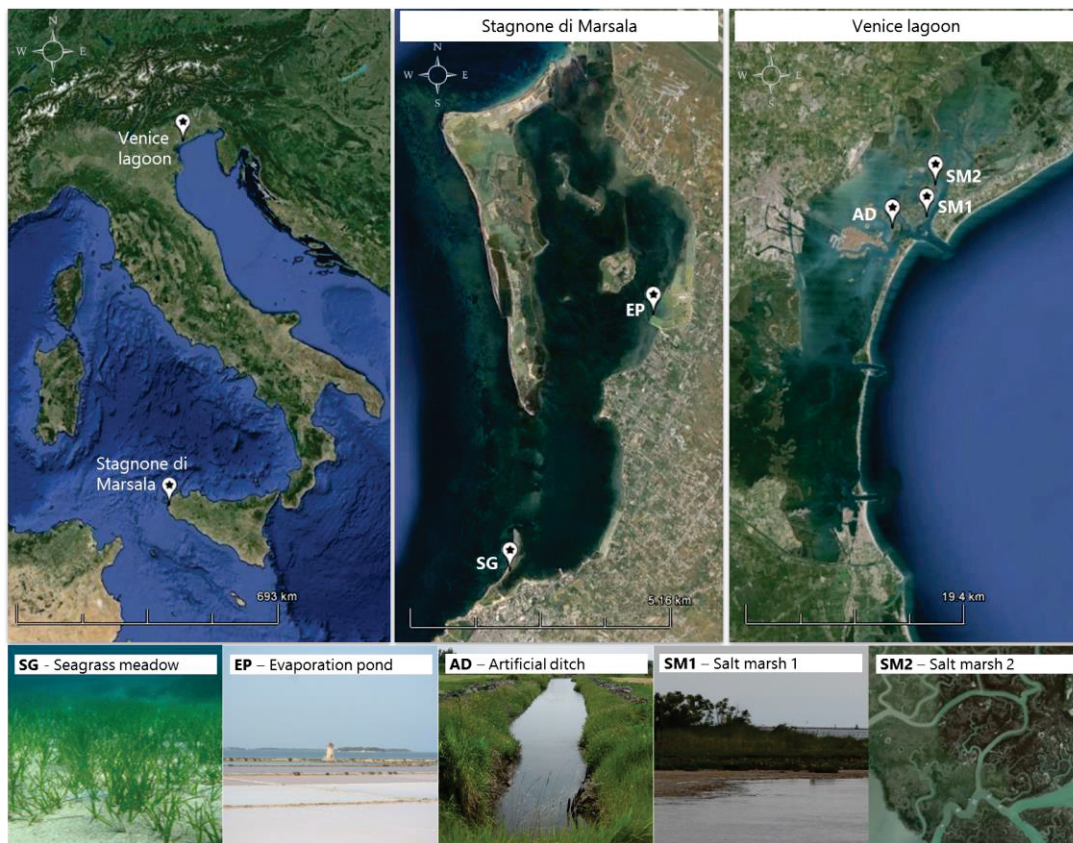 N
W E
S
Venice
lagoon
Stagnone di
Marsala
693 km
Stagnone di Marsala
N
W E
S
EP
SG
5.16 km
Venice lagoon
N
W E
S
SM2
SM1
AD
19.4 km
SG - Seagrass meadow
EP – Evaporation pond
AD – Artificial ditch
SM1 – Salt marsh 1
SM2 – Salt marsh 2